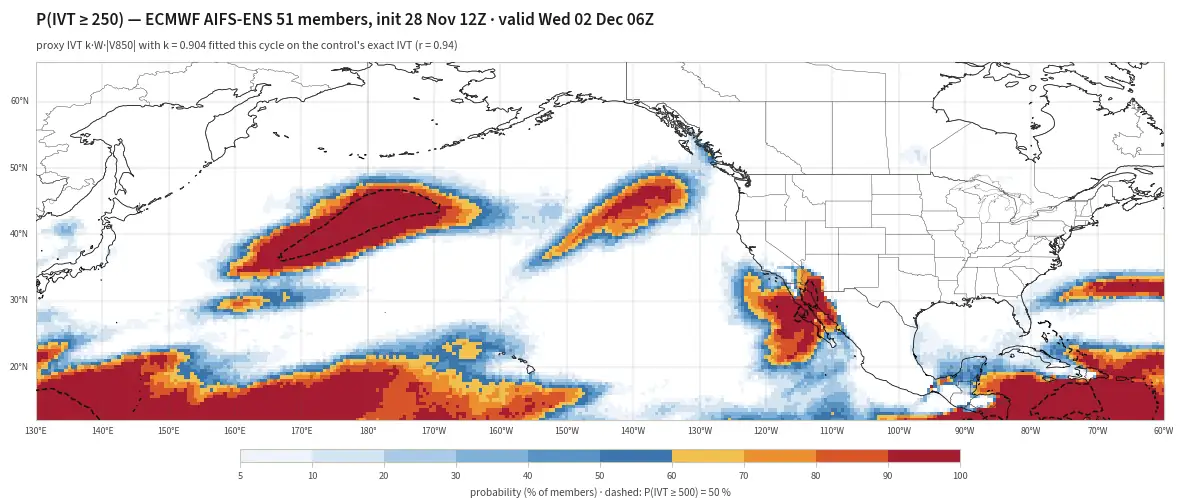 P(IVT ≥ 250) — ECMWF AIFS-ENS 51 members, init 28 Nov 12Z · valid Wed 02 Dec 06Z
proxy IVT k·W·|V850| with k = 0.904 fitted this cycle on the control's exact IVT (r = 0.94)
60°N
50°N
40°N
30°N
20°N
130°E 140°E 150°E 160°E 170°E 180° 170°W 160°W 150°W 140°W 130°W 120°W 110°W 100°W 90°W 80°W 70°W 60°W
5 10 20 30 40 50 60 70 80 90 100
probability (% of members) · dashed: P(IVT ≥ 500) = 50 %